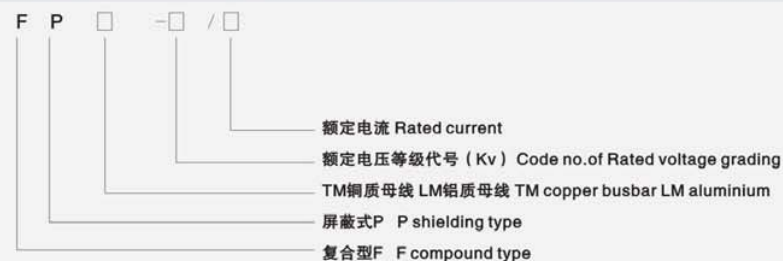 F P □ -□ / □
额定电流 Rated current
额定电压等级代号（Kv）Code no.of Rated voltage grading
TM铜质母线 LM铝质母线 TM copper busbar LM aluminium
屏蔽式P P shielding type
复合型F F compound type